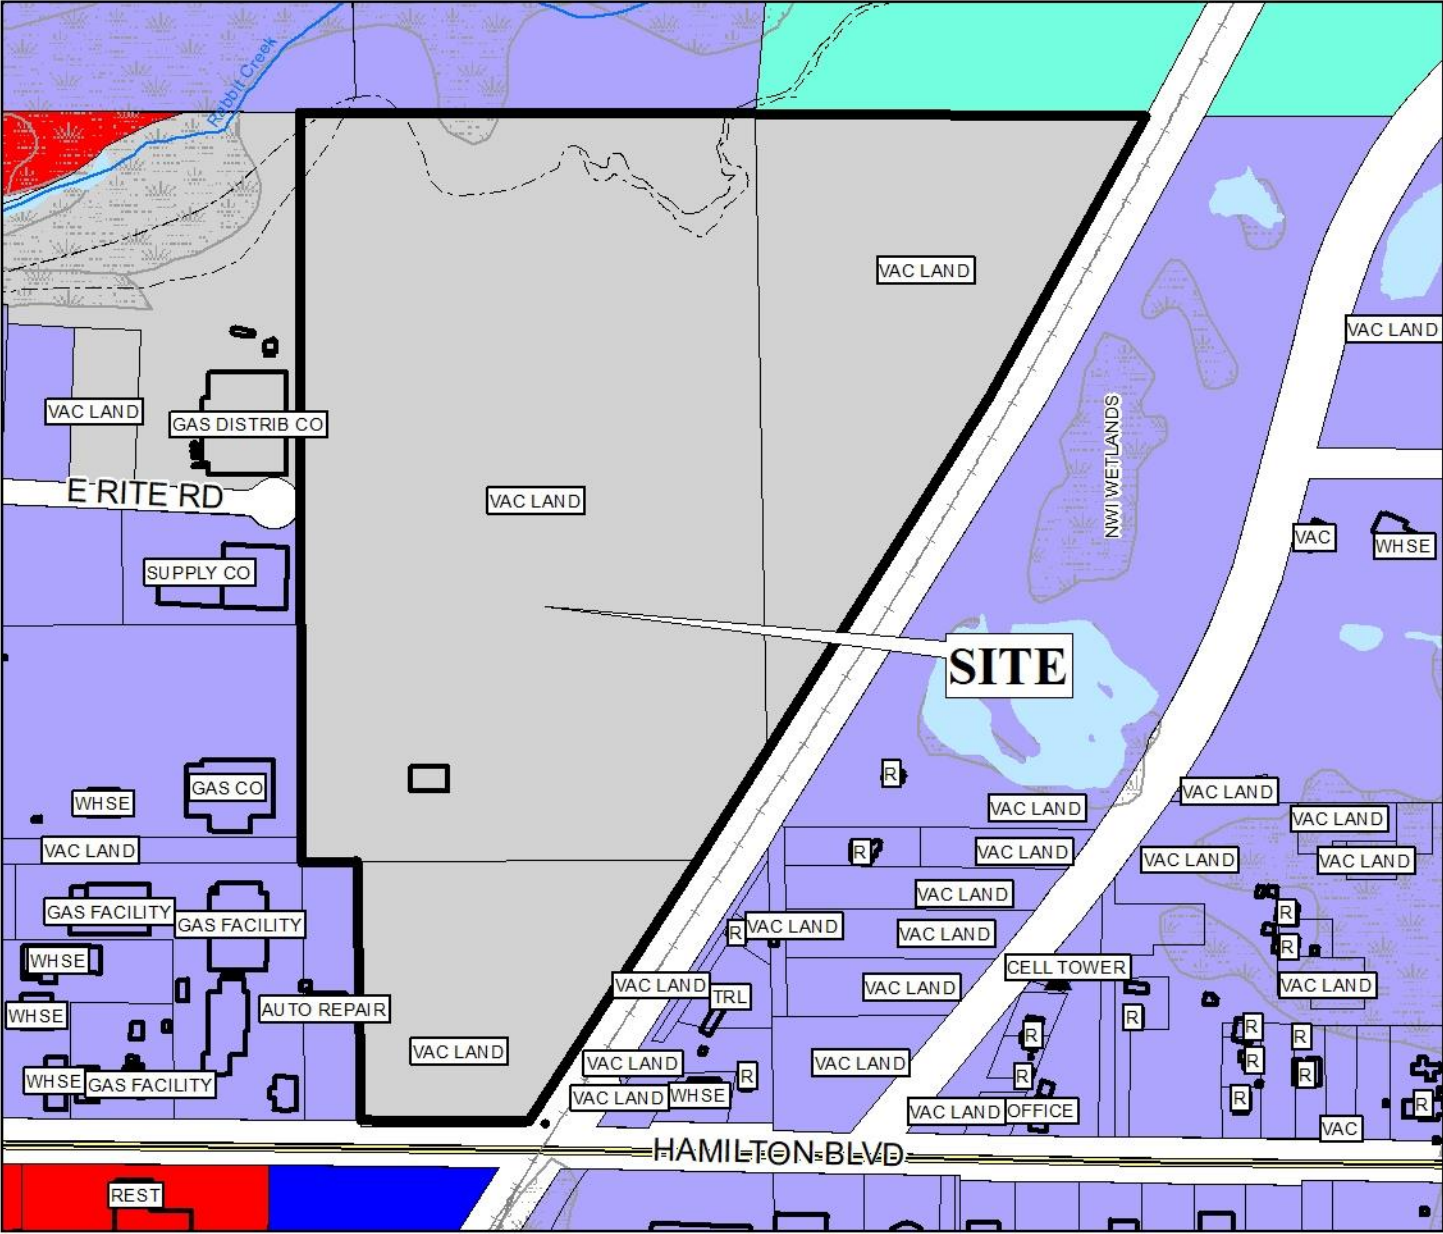 Rabbit Creek
VAC LAND
VAC LAND
VAC LAND
GAS DISTRIB CO
NWI WETLANDS
E RITE RD
VAC LAND
VAC
WHSE
SUPPLY CO
SITE
R
GAS CO
WHSE
VAC LAND
VAC LAND
VAC LAND
VAC LAND
R
VAC LAND
VAC LAND
VAC LAND
VAC LAND
GAS FACILITY
GAS FACILITY
R
VAC LAND
VAC LAND
R
R
WHSE
CELL TOWER
VAC LAND
TRL
VAC LAND
VAC LAND
WHSE
AUTO REPAIR
R
R
R
R
VAC LAND
VAC LAND
VAC LAND
R
R
R
WHSE
GAS FACILITY
VAC LAND
WHSE
R
R
R
VAC LAND
OFFICE
VAC
HAMILTON BLVD
REST